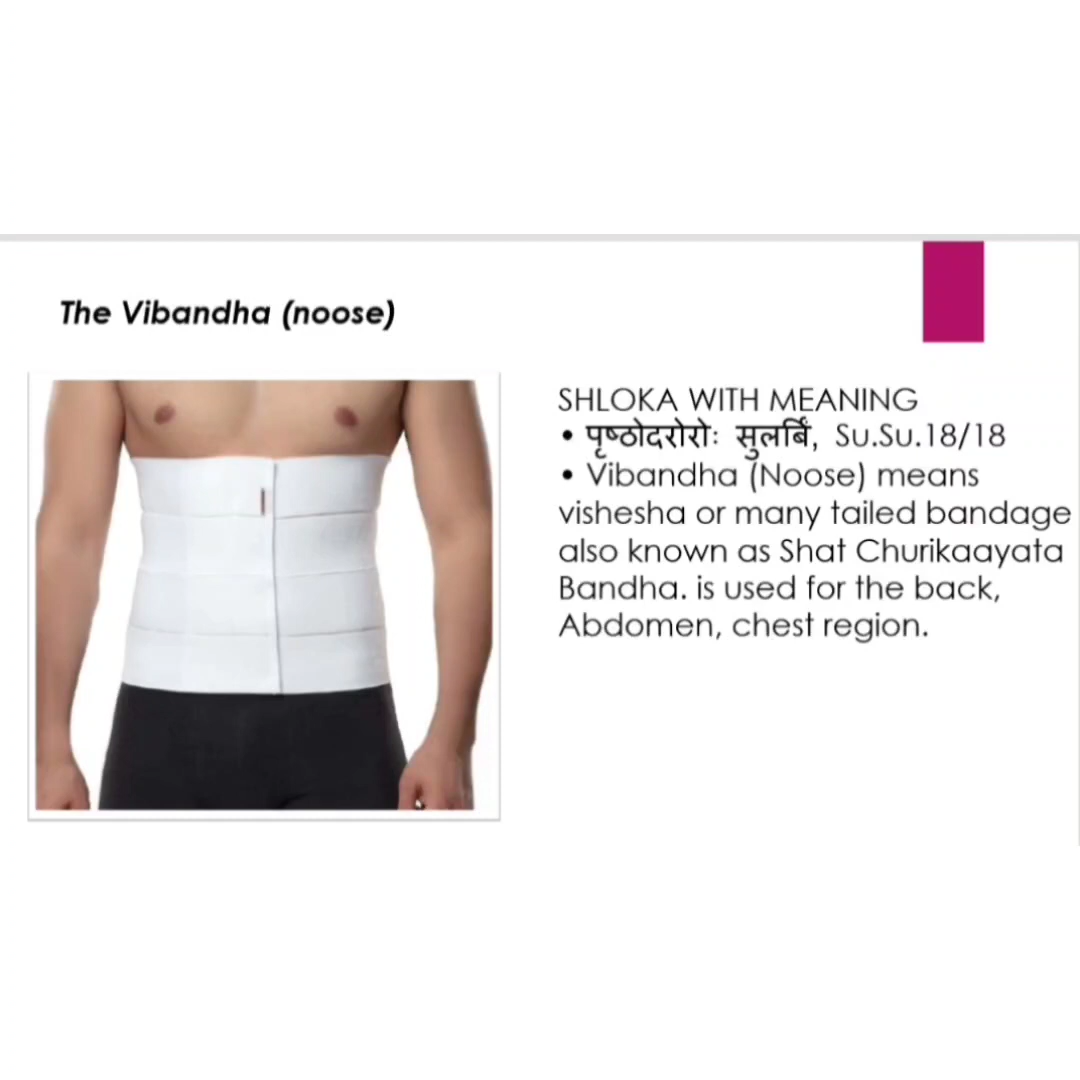 The Vibandha (noose)
SHLOKA WITH MEANING
• पृष्ठोदरोरोः सुलर्बिं, Su.Su.18/18
• Vibandha (Noose) means
vishesha or many tailed bandage
also known as Shat Churikaayata
Bandha. is used for the back,
Abdomen, chest region.